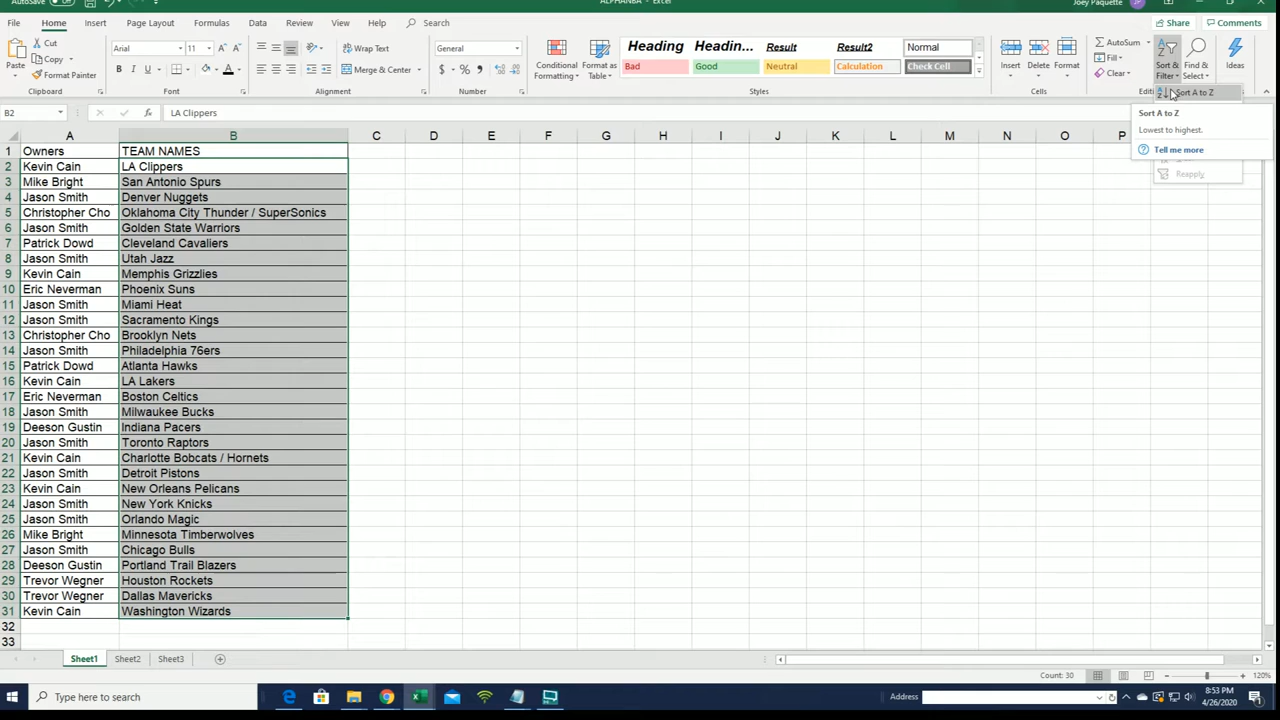 AutoSave Off ALPHANBA - Excel Joey Paquette JP
File Home Insert Page Layout Formulas Data Review View Help Search Share Comments
Paste Cut Copy Format Painter Clipboard
Arial 11 A A B I U A Font
Wrap Text Merge & Center Alignment
General $ % , Number
Conditional Formatting Format as Table
Heading Headin... Result Result2 Normal
Bad Good Neutral Calculation Check Cell
Styles
Insert Delete Format Cells
AutoSum Fill Clear Sort & Filter Find & Select Ideas
Sort A to Z
Sort A to Z
Lowest to highest.
Tell me more
Reapply
B2 fx LA Clippers
A B C D E F G H I J K L M N O P
1 Owners TEAM NAMES
2 Kevin Cain LA Clippers
3 Mike Bright San Antonio Spurs
4 Jason Smith Denver Nuggets
5 Christopher Cho Oklahoma City Thunder / SuperSonics
6 Jason Smith Golden State Warriors
7 Patrick Dowd Cleveland Cavaliers
8 Jason Smith Utah Jazz
9 Kevin Cain Memphis Grizzlies
10 Eric Neverman Phoenix Suns
11 Jason Smith Miami Heat
12 Jason Smith Sacramento Kings
13 Christopher Cho Brooklyn Nets
14 Jason Smith Philadelphia 76ers
15 Patrick Dowd Atlanta Hawks
16 Kevin Cain LA Lakers
17 Eric Neverman Boston Celtics
18 Jason Smith Milwaukee Bucks
19 Deeson Gustin Indiana Pacers
20 Jason Smith Toronto Raptors
21 Kevin Cain Charlotte Bobcats / Hornets
22 Jason Smith Detroit Pistons
23 Kevin Cain New Orleans Pelicans
24 Jason Smith New York Knicks
25 Jason Smith Orlando Magic
26 Mike Bright Minnesota Timberwolves
27 Jason Smith Chicago Bulls
28 Deeson Gustin Portland Trail Blazers
29 Trevor Wegner Houston Rockets
30 Trevor Wegner Dallas Mavericks
31 Kevin Cain Washington Wizards
32
33
Sheet1 Sheet2 Sheet3
Count: 30 120%
Type here to search Address 8:53 PM
4/26/2020